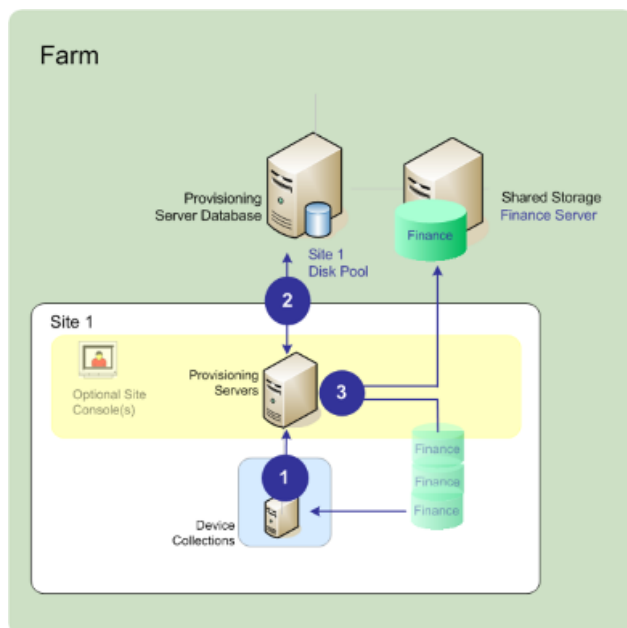 Farm
Provisioning
Server Database
Shared Storage
Finance Server
Finance
Site 1
Disk Pool
2
Site 1
Optional Site
Console(s)
Provisioning
Servers
3
Finance
Finance
Finance
1
Device
Collections